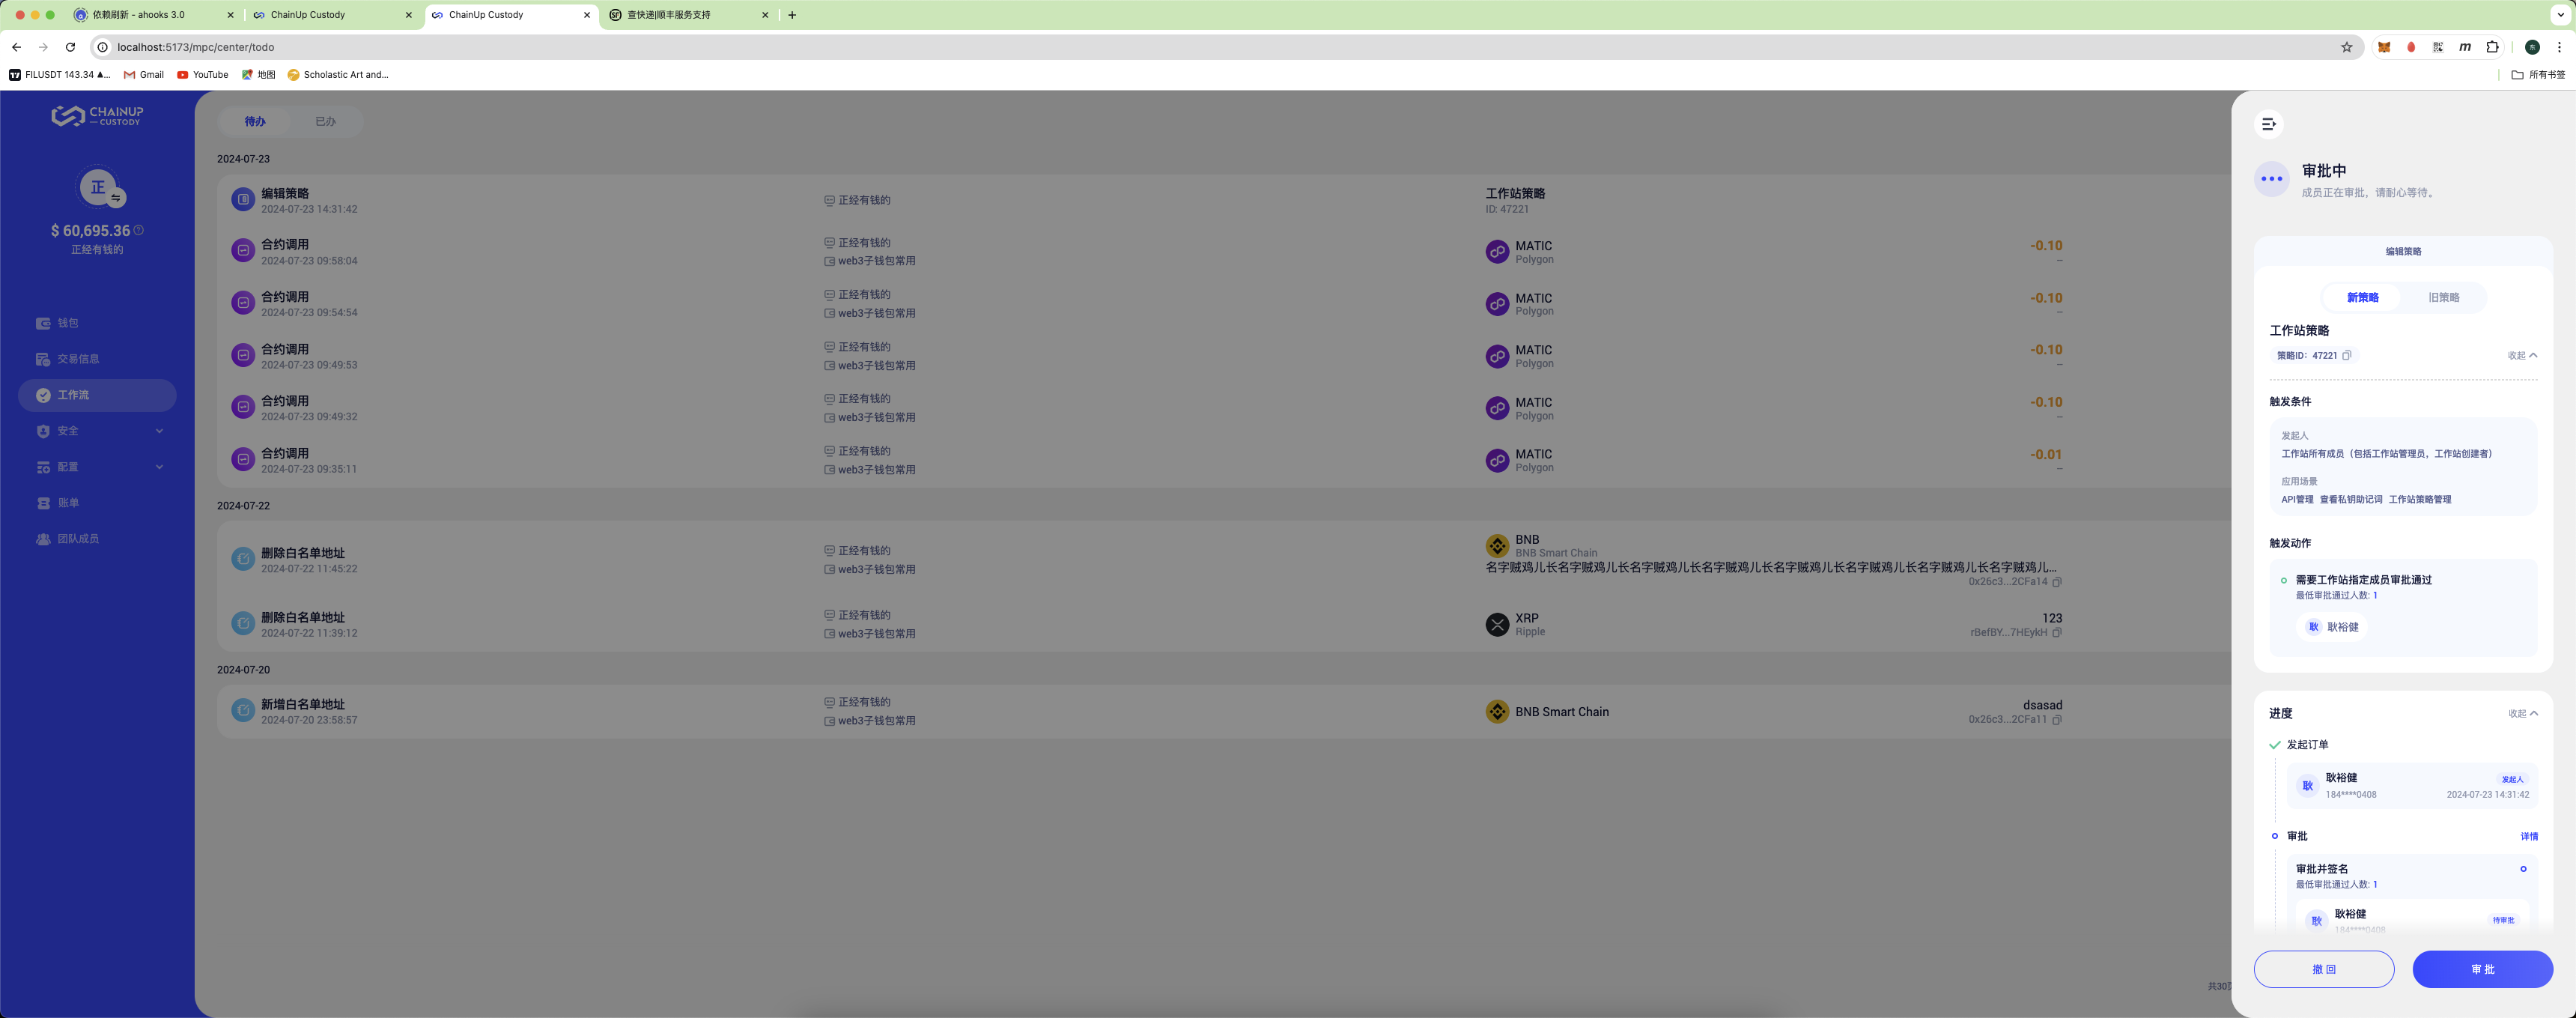 依赖刷新 - ahooks 3.0
ChainUp Custody
ChainUp Custody
查快递|顺丰服务支持
localhost:5173/mpc/center/todo
FILUSDT 143.34 ▲...
Gmail
YouTube
地图
Scholastic Art and...
所有书签
CHAINUP
CUSTODY
正
$ 60,695.36
正经有钱的
钱包
交易信息
工作流
安全
配置
账单
团队成员
待办 已办
2024-07-23
编辑策略
2024-07-23 14:31:42
正经有钱的
工作站策略
ID: 47221
合约调用
2024-07-23 09:58:04
正经有钱的
web3子钱包常用
MATIC
Polygon
-0.10
--
合约调用
2024-07-23 09:54:54
正经有钱的
web3子钱包常用
MATIC
Polygon
-0.10
--
合约调用
2024-07-23 09:49:53
正经有钱的
web3子钱包常用
MATIC
Polygon
-0.10
--
合约调用
2024-07-23 09:49:32
正经有钱的
web3子钱包常用
MATIC
Polygon
-0.10
--
合约调用
2024-07-23 09:35:11
正经有钱的
web3子钱包常用
MATIC
Polygon
-0.01
--
2024-07-22
删除白名单地址
2024-07-22 11:45:22
正经有钱的
web3子钱包常用
BNB
BNB Smart Chain
名字贼鸡儿长名字贼鸡儿长名字贼鸡儿长名字贼鸡儿长名字贼鸡儿长名字贼鸡儿长名字贼鸡儿长名字贼鸡儿...
0x26c3...2CFa14
删除白名单地址
2024-07-22 11:39:12
正经有钱的
web3子钱包常用
XRP
Ripple
123
rBefBY...7HEykH
2024-07-20
新增白名单地址
2024-07-20 23:58:57
正经有钱的
web3子钱包常用
BNB Smart Chain
dsasad
0x26c3...2CFa11
共30
审批中
成员正在审批，请耐心等待。
编辑策略
新策略 旧策略
工作站策略
策略ID: 47221
收起
触发条件
发起人
工作站所有成员（包括工作站管理员，工作站创建者）
应用场景
API管理 查看私钥助记词 工作站策略管理
触发动作
需要工作站指定成员审批通过
最低审批通过人数: 1
耿 耿裕健
进度
收起
发起订单
耿
耿裕健
发起人
184****0408
2024-07-23 14:31:42
审批
详情
审批并签名
最低审批通过人数: 1
耿
耿裕健
待审批
184****0408
撤 回
审 批